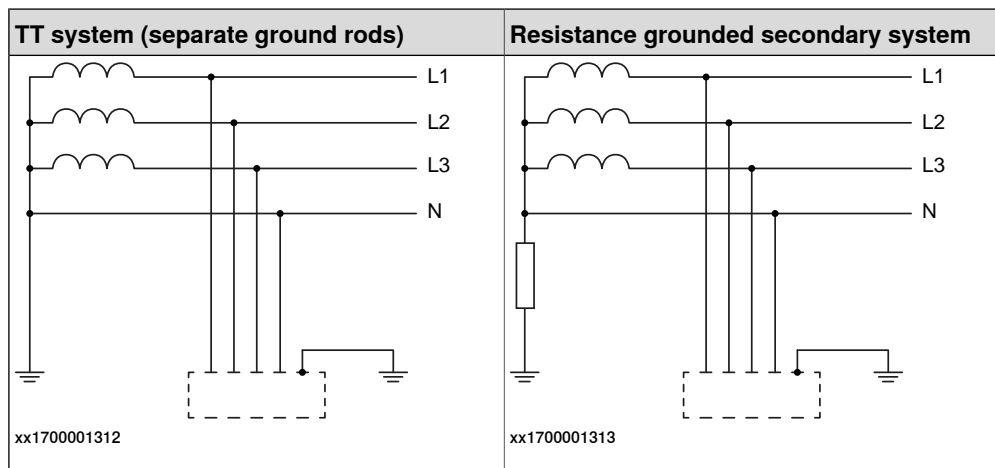 TT system (separate ground rods)
Resistance grounded secondary system
L1
L2
L3
N
xx1700001312
L1
L2
L3
N
xx1700001313